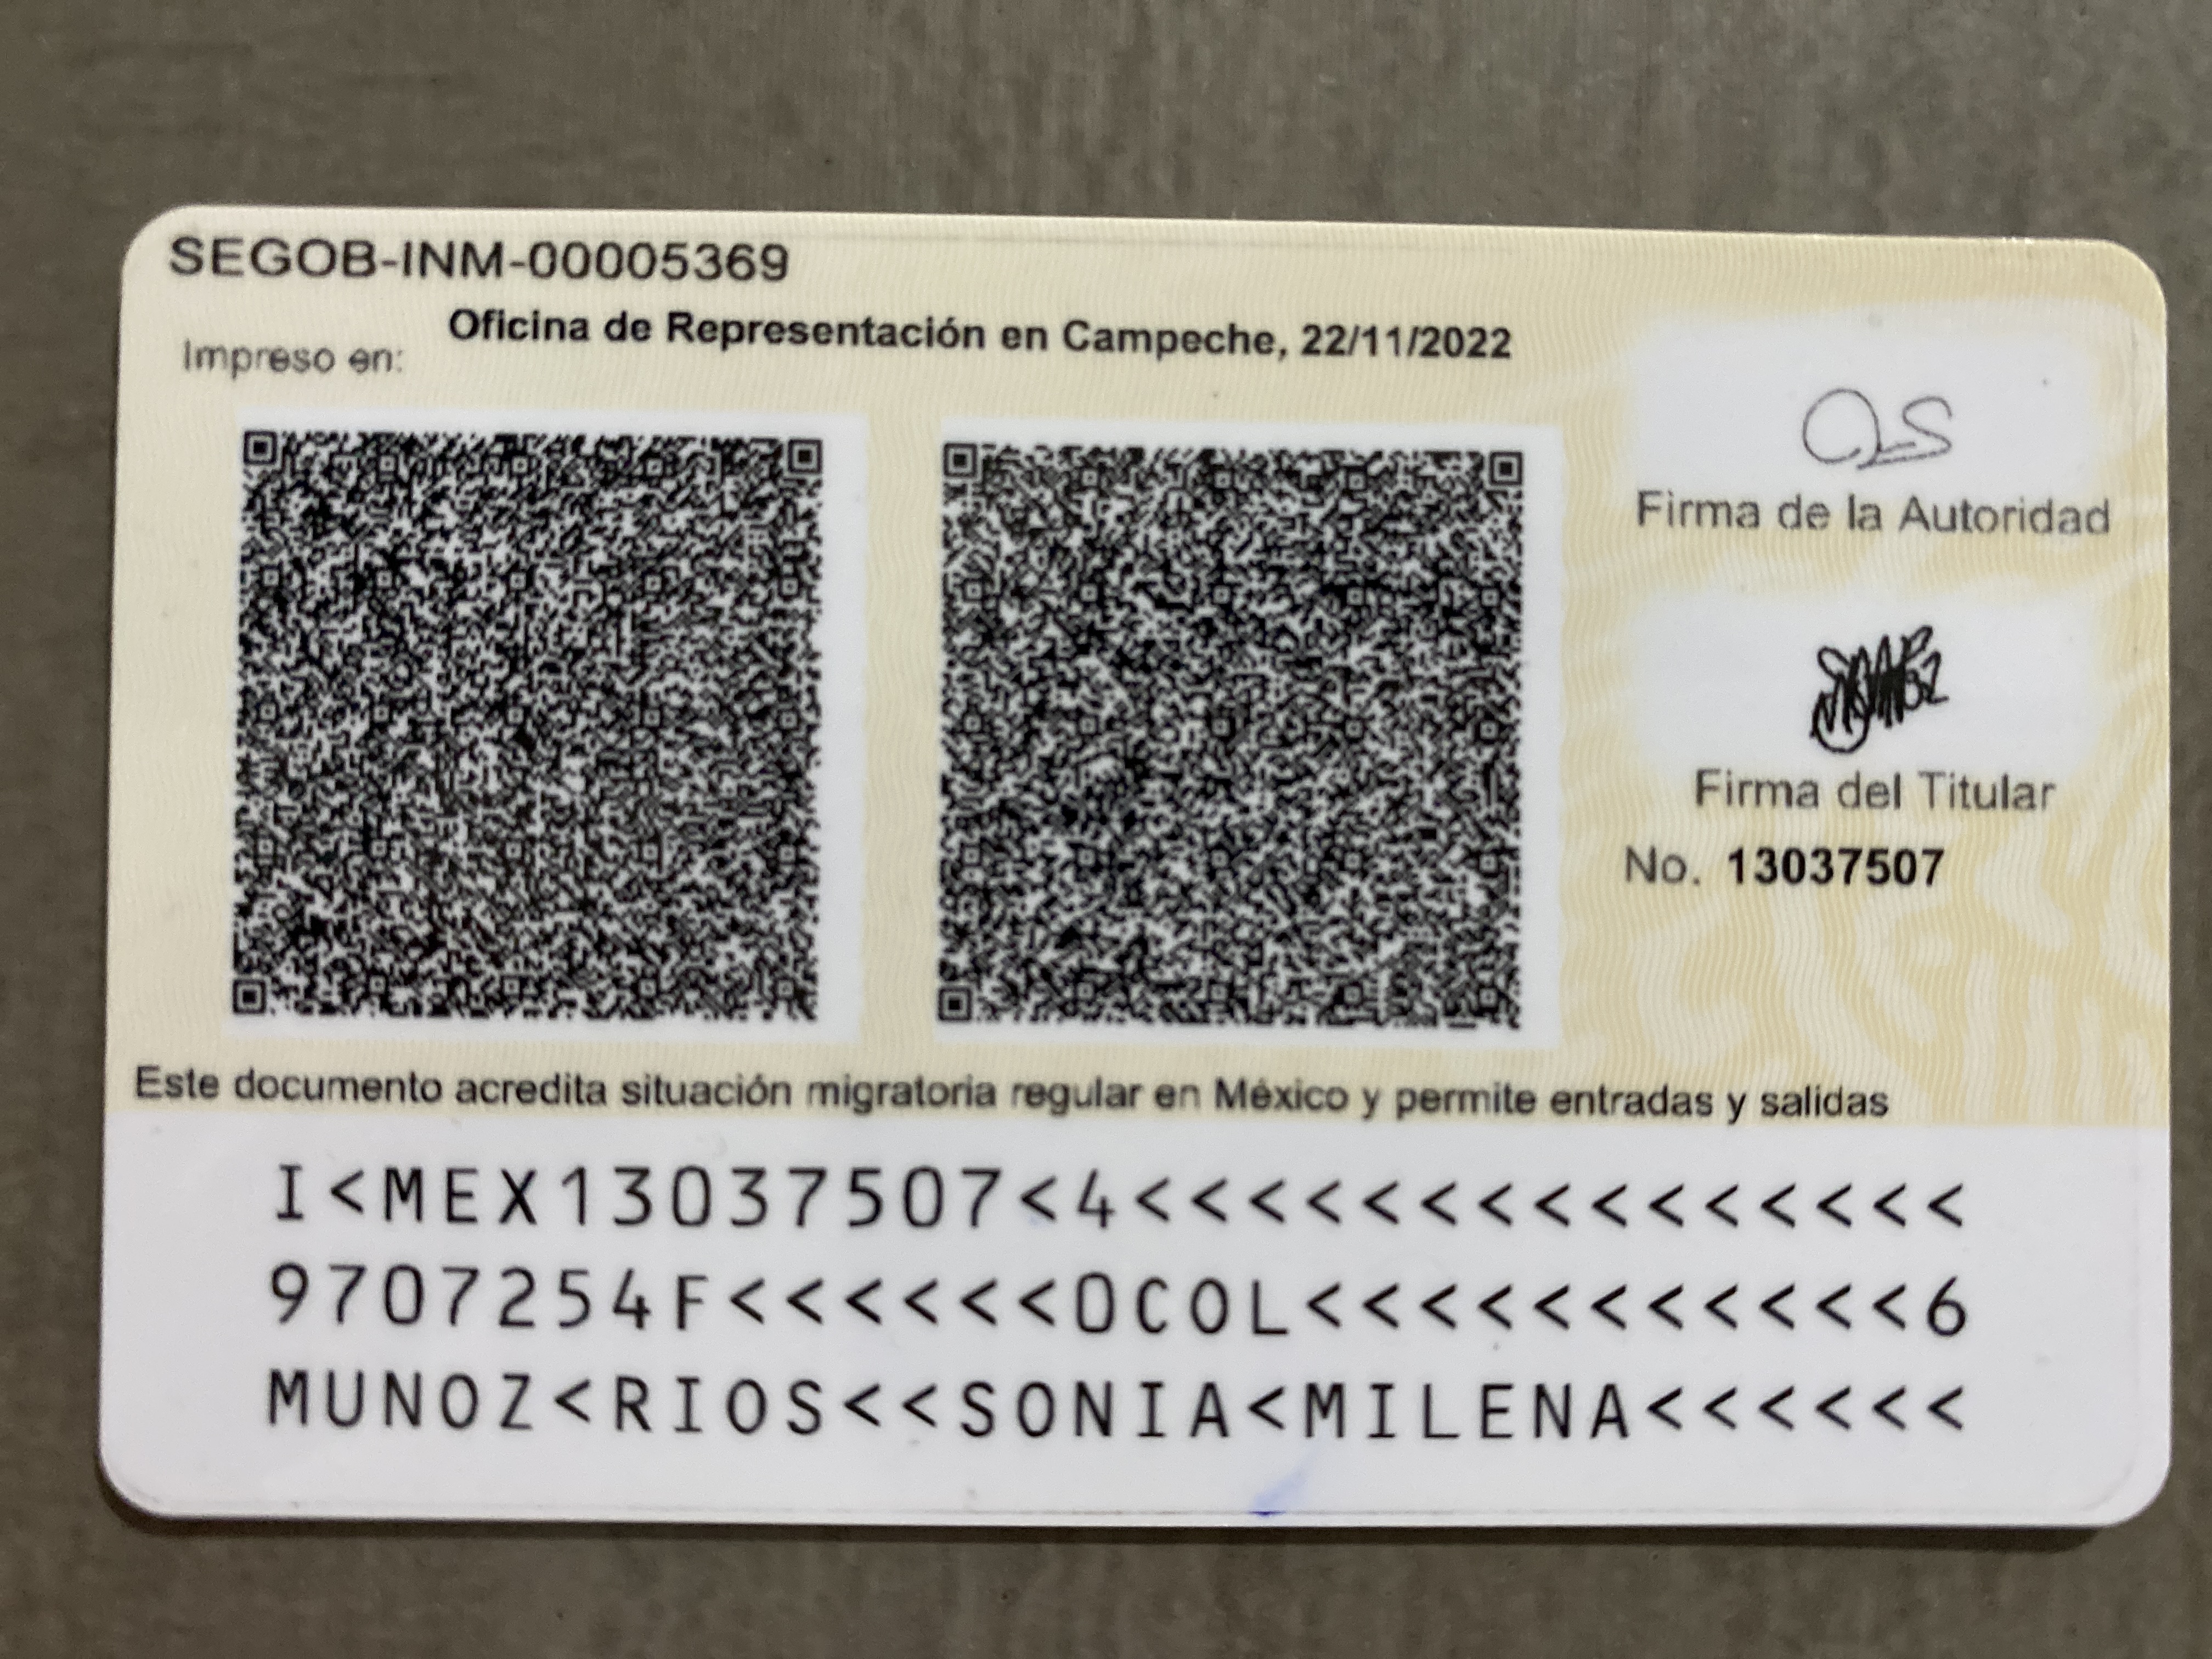 SEGOB-INM-00005369
Impreso en: Oficina de Representación en Campeche, 22/11/2022
Firma de la Autoridad
Firma del Titular
No. 13037507
Este documento acredita situación migratoria regular en México y permite entradas y salidas
I<MEX13037507<4<<<<<<<<<<<<<<<
9707254F<<<<<<0COL<<<<<<<<<<<6
MUNOZ<RIOS<<SONIA<MILENA<<<<<<